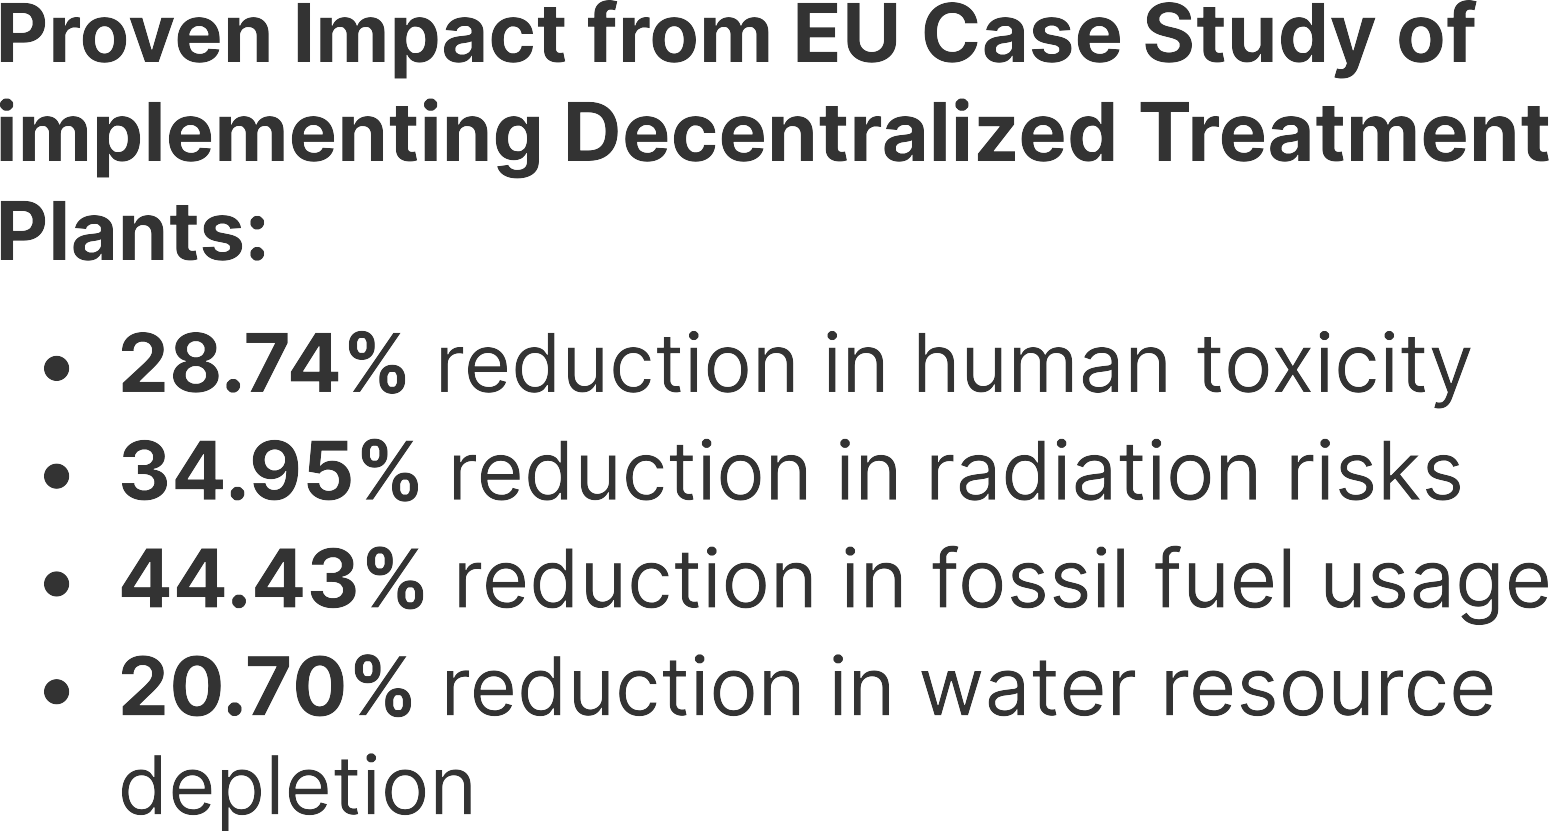 Proven Impact from EU Case Study of
implementing Decentralized Treatment
Plants:
• 28.74% reduction in human toxicity
• 34.95% reduction in radiation risks
• 44.43% reduction in fossil fuel usage
• 20.70% reduction in water resource
depletion